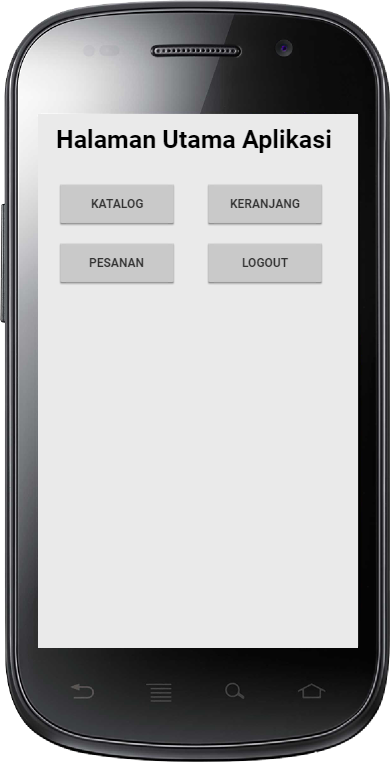 Halaman Utama Aplikasi
KATALOG KERANJANG
PESANAN LOGOUT